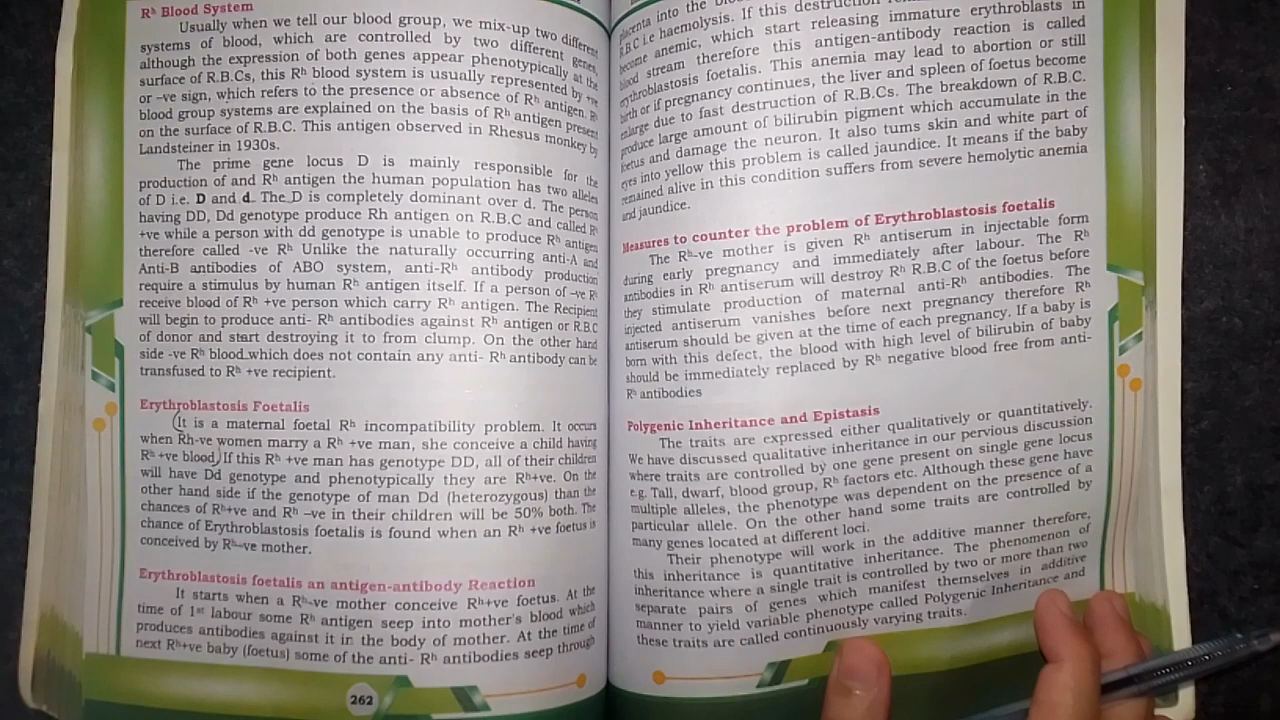 Rʰ Blood System
Usually when we tell our blood group, we mix-up two different
systems of blood, which are controlled by two different genes,
although the expression of both genes appear phenotypically at the
surface of R.B.Cs, this Rʰ blood system is usually represented by +ve
or –ve sign, which refers to the presence or absence of Rʰ antigen. Rʰ
blood group systems are explained on the basis of Rʰ antigen present
on the surface of R.B.C. This antigen observed in Rhesus monkey by
Landsteiner in 1930s.
The prime gene locus D is mainly responsible for the
production of and Rʰ antigen the human population has two alleles
of D i.e. D and d. The D is completely dominant over d. The person
having DD, Dd genotype produce Rh antigen on R.B.C and called Rʰ
+ve while a person with dd genotype is unable to produce Rʰ antigen
therefore called -ve Rʰ Unlike the naturally occurring anti-A and
Anti-B antibodies of ABO system, anti-Rʰ antibody production
require a stimulus by human Rʰ antigen itself. If a person of –ve Rʰ
receive blood of Rʰ +ve person which carry Rʰ antigen. The Recipient
will begin to produce anti- Rʰ antibodies against Rʰ antigen or R.B.C
of donor and start destroying it to from clump. On the other hand
side -ve Rʰ blood which does not contain any anti- Rʰ antibody can be
transfused to Rʰ +ve recipient.
Erythroblastosis Foetalis
It is a maternal foetal Rʰ incompatibility problem. It occurs
when Rh-ve women marry a Rʰ +ve man, she conceive a child having
Rʰ +ve blood. If this Rʰ +ve man has genotype DD, all of their children
will have Dd genotype and phenotypically they are Rʰ+ve. On the
other hand side if the genotype of man Dd (heterozygous) than the
chances of Rʰ+ve and Rʰ –ve in their children will be 50% both. The
chance of Erythroblastosis foetalis is found when an Rʰ +ve foetus is
conceived by Rʰ–ve mother.
Erythroblastosis foetalis an antigen-antibody Reaction
It starts when a Rʰ-ve mother conceive Rʰ+ve foetus. At the
time of 1ˢᵗ labour some Rʰ antigen seep into mother's blood which
produces antibodies against it in the body of mother. At the time of
next Rʰ+ve baby (foetus) some of the anti- Rʰ antibodies seep through
262
placenta into the
R.B.C i.e haemolysis. If this
become anemic, which start releasing immature erythroblasts in
blood stream therefore this antigen-antibody reaction is called
erythroblastosis foetalis. This anemia may lead to abortion or still
birth or if pregnancy continues, the liver and spleen of foetus become
enlarge due to fast destruction of R.B.Cs. The breakdown of R.B.C.
produce large amount of bilirubin pigment which accumulate in the
foetus and damage the neuron. It also turns skin and white part of
eyes into yellow this problem is called jaundice. It means if the baby
remained alive in this condition suffers from severe hemolytic anemia
and jaundice.
Measures to counter the problem of Erythroblastosis foetalis
The Rʰ-ve mother is given Rʰ antiserum in injectable form
during early pregnancy and immediately after labour. The Rʰ
antibodies in Rʰ antiserum will destroy Rʰ R.B.C of the foetus before
they stimulate production of maternal anti-Rʰ antibodies. The
injected antiserum vanishes before next pregnancy therefore Rʰ
antiserum should be given at the time of each pregnancy. If a baby is
born with this defect, the blood with high level of bilirubin of baby
should be immediately replaced by Rʰ negative blood free from anti-
Rʰ antibodies
Polygenic Inheritance and Epistasis
The traits are expressed either qualitatively or quantitatively.
We have discussed qualitative inheritance in our pervious discussion
where traits are controlled by one gene present on single gene locus
e.g. Tall, dwarf, blood group, Rʰ factors etc. Although these gene have
multiple alleles, the phenotype was dependent on the presence of a
particular allele. On the other hand some traits are controlled by
many genes located at different loci.
Their phenotype will work in the additive manner therefore,
this inheritance is quantitative inheritance. The phenomenon of
inheritance where a single trait is controlled by two or more than two
separate pairs of genes which manifest themselves in additive
manner to yield variable phenotype called Polygenic Inheritance and
these traits are called continuously varying traits.